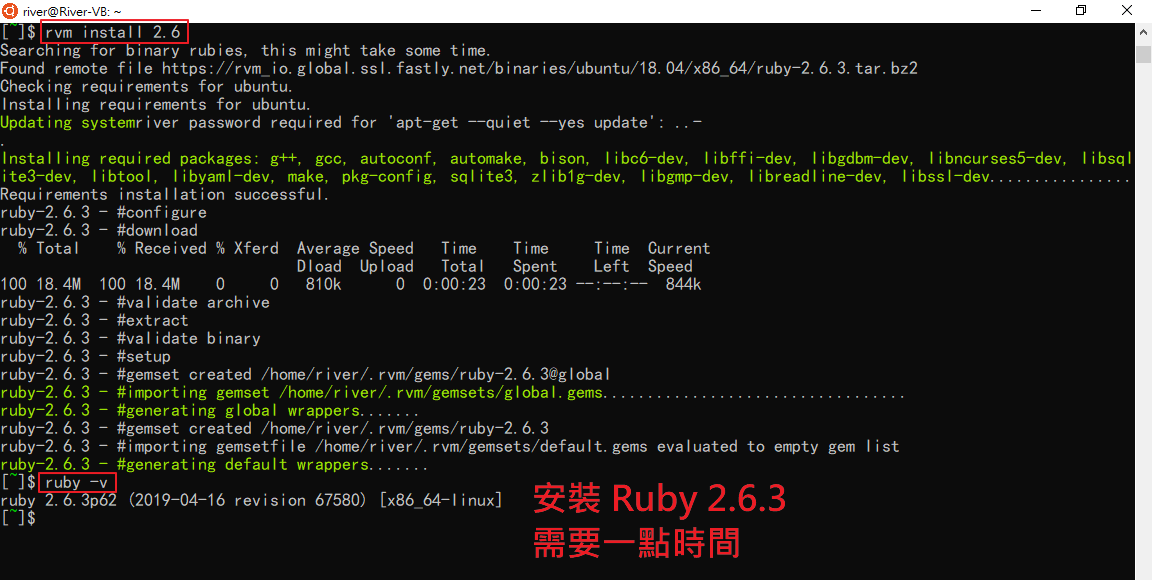 river@River-VB: ~
[~]$ rvm install 2.6
Searching for binary rubies, this might take some time.
Found remote file https://rvm_io.global.ssl.fastly.net/binaries/ubuntu/18.04/x86_64/ruby-2.6.3.tar.bz2
Checking requirements for ubuntu.
Installing requirements for ubuntu.
Updating systemriver password required for 'apt-get --quiet --yes update': ..-
.
Installing required packages: g++, gcc, autoconf, automake, bison, libc6-dev, libffi-dev, libgdbm-dev, libncurses5-dev, libsql
ite3-dev, libtool, libyaml-dev, make, pkg-config, sqlite3, zlib1g-dev, libgmp-dev, libreadline-dev, libssl-dev................
Requirements installation successful.
ruby-2.6.3 - #configure
ruby-2.6.3 - #download
% Total % Received % Xferd Average Speed Time Time Time Current
Dload Upload Total Spent Left Speed
100 18.4M 100 18.4M 0 0 810k 0 0:00:23 0:00:23 --:--:-- 844k
ruby-2.6.3 - #validate archive
ruby-2.6.3 - #extract
ruby-2.6.3 - #validate binary
ruby-2.6.3 - #setup
ruby-2.6.3 - #gemset created /home/river/.rvm/gems/ruby-2.6.3@global
ruby-2.6.3 - #importing gemset /home/river/.rvm/gemsets/global.gems..................................
ruby-2.6.3 - #generating global wrappers.......
ruby-2.6.3 - #gemset created /home/river/.rvm/gems/ruby-2.6.3
ruby-2.6.3 - #importing gemsetfile /home/river/.rvm/gemsets/default.gems evaluated to empty gem list
ruby-2.6.3 - #generating default wrappers.......
[~]$ ruby -v
ruby 2.6.3p62 (2019-04-16 revision 67580) [x86_64-linux]
[~]$
安裝 Ruby 2.6.3
需要一點時間